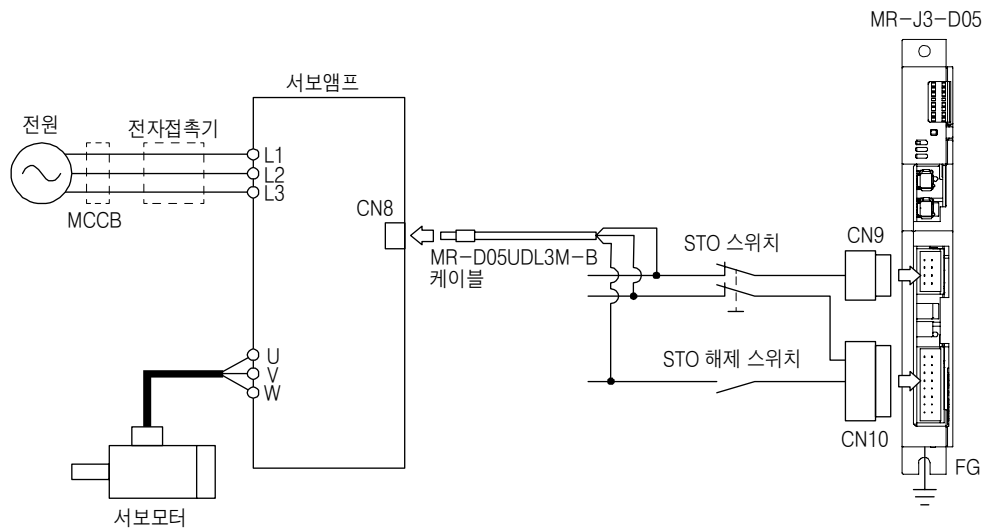 MR-J3-D05
서보앰프
전원
전자접촉기
L1
L2
L3
MCCB
CN8
MR-D05UDL3M-B
케이블
STO 스위치
CN9
STO 해제 스위치
CN10
U
V
W
FG
서보모터